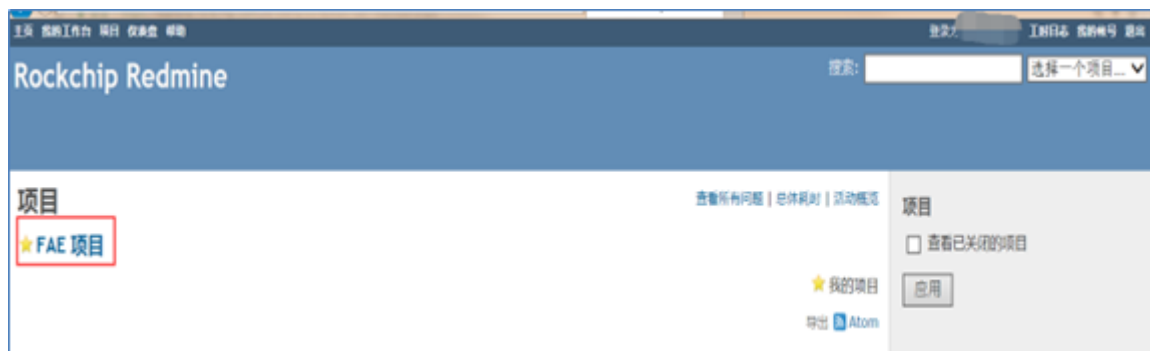 主页 我的工作台 项目 仪表盘 帮助
登录为 工时日志 我的帐号 退出
Rockchip Redmine
搜索:
选择一个项目...
项目
查看所有问题 | 总体耗时 | 活动概览
FAE 项目
我的项目
导出 Atom
项目
查看已关闭的项目
应用